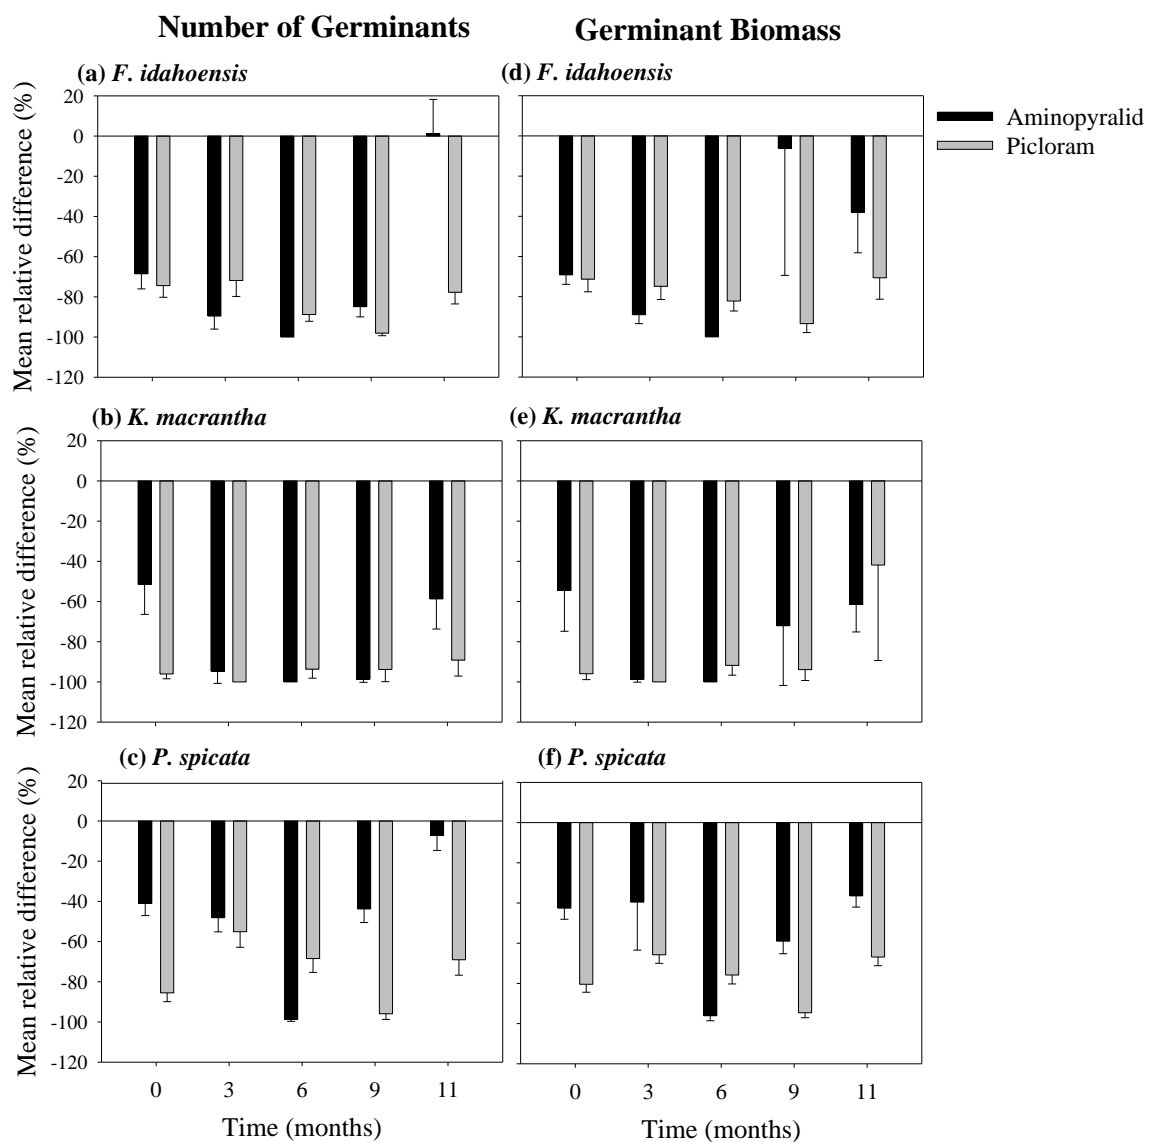 Number of Germinants
Germinant Biomass
(a) F. idahoensis
(d) F. idahoensis
Aminopyralid
Picloram
Mean relative difference (%)
20
0
-20
-40
-60
-80
-100
-120
(b) K. macrantha
(e) K. macrantha
Mean relative difference (%)
20
0
-20
-40
-60
-80
-100
-120
(c) P. spicata
(f) P. spicata
Mean relative difference (%)
20
0
-20
-40
-60
-80
-100
-120
0 3 6 9 11
0 3 6 9 11
Time (months)
Time (months)